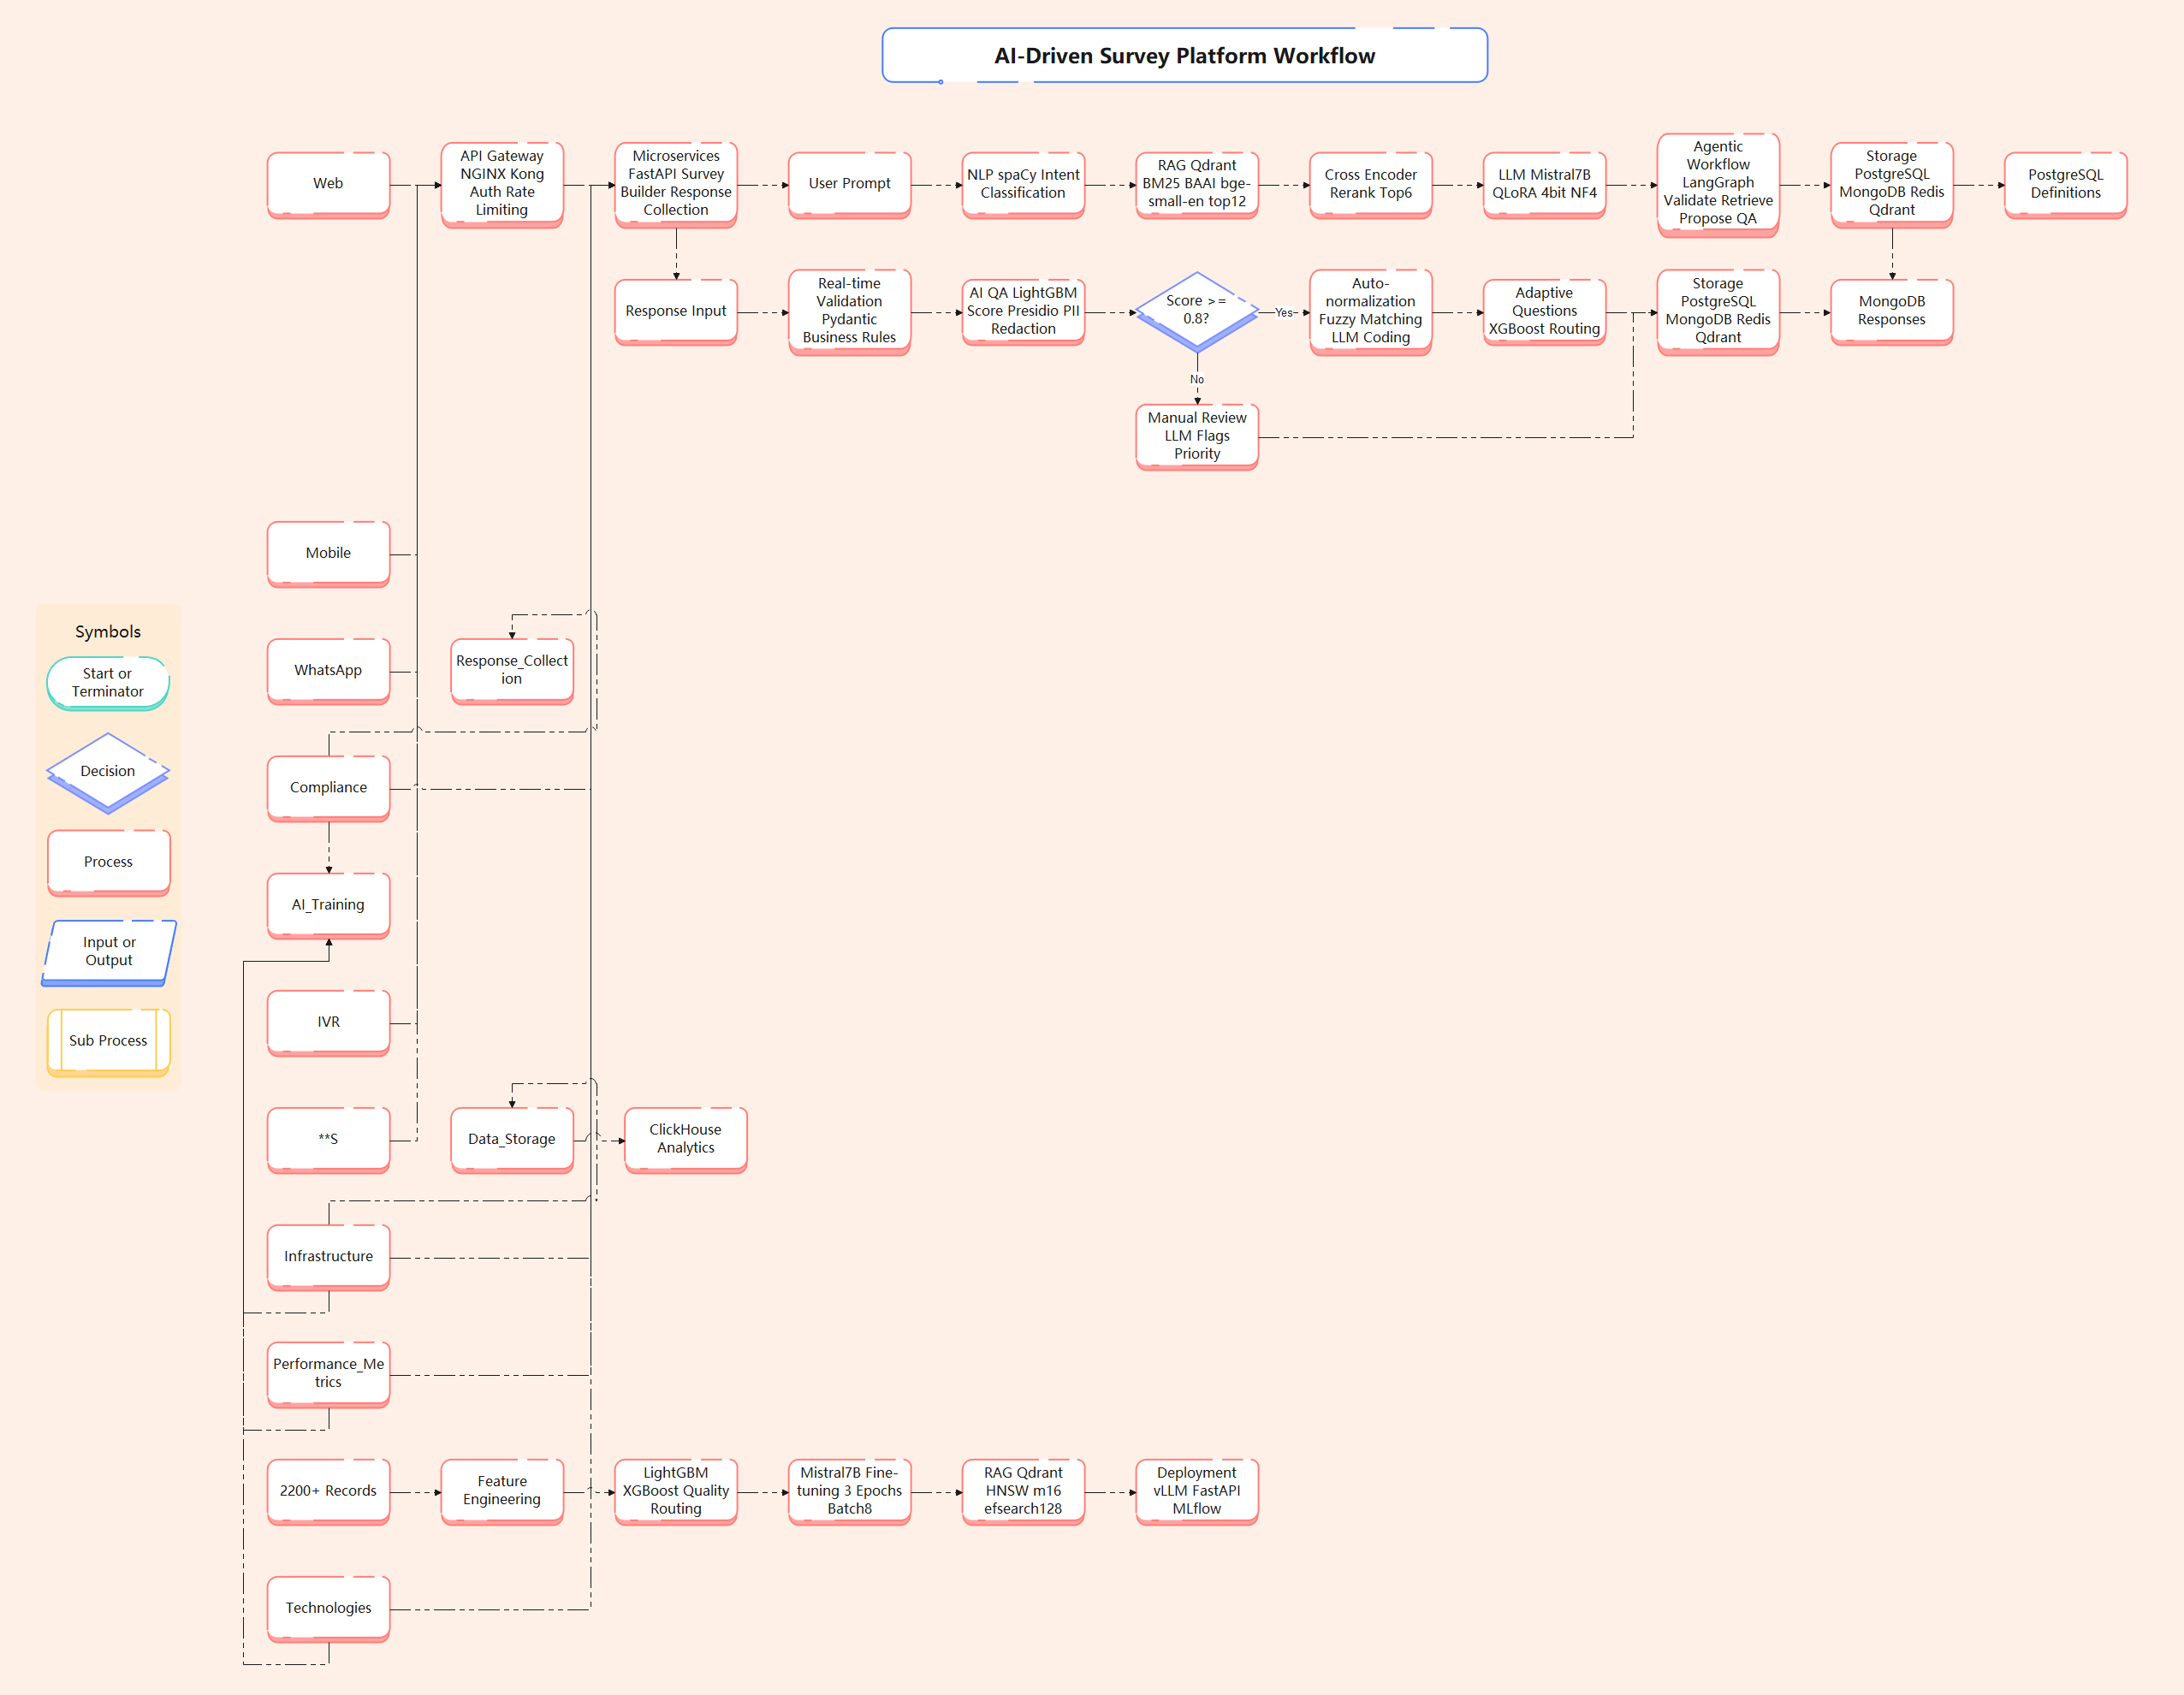 AI-Driven Survey Platform Workflow
Web
API Gateway
NGINX Kong
Auth Rate
Limiting
Microservices
FastAPI Survey
Builder Response
Collection
User Prompt
NLP spaCy Intent
Classification
RAG Qdrant
BM25 BAAI bge-
small-en top12
Cross Encoder
Rerank Top6
LLM Mistral7B
QLoRA 4bit NF4
Agentic
Workflow
LangGraph
Validate Retrieve
Propose QA
Storage
PostgreSQL
MongoDB Redis
Qdrant
PostgreSQL
Definitions
Response Input
Real-time
Validation
Pydantic
Business Rules
AI QA LightGBM
Score Presidio PII
Redaction
Score >=
0.8?
Yes
Auto-
normalization
Fuzzy Matching
LLM Coding
Adaptive
Questions
XGBoost Routing
Storage
PostgreSQL
MongoDB Redis
Qdrant
MongoDB
Responses
No
Manual Review
LLM Flags
Priority
Mobile
WhatsApp
Response_Collect
ion
Compliance
AI_Training
IVR
**S
Data_Storage
ClickHouse
Analytics
Infrastructure
Performance_Me
trics
2200+ Records
Feature
Engineering
LightGBM
XGBoost Quality
Routing
Mistral7B Fine-
tuning 3 Epochs
Batch8
RAG Qdrant
HNSW m16
efsearch128
Deployment
vLLM FastAPI
MLflow
Technologies
Symbols
Start or
Terminator
Decision
Process
Input or
Output
Sub Process